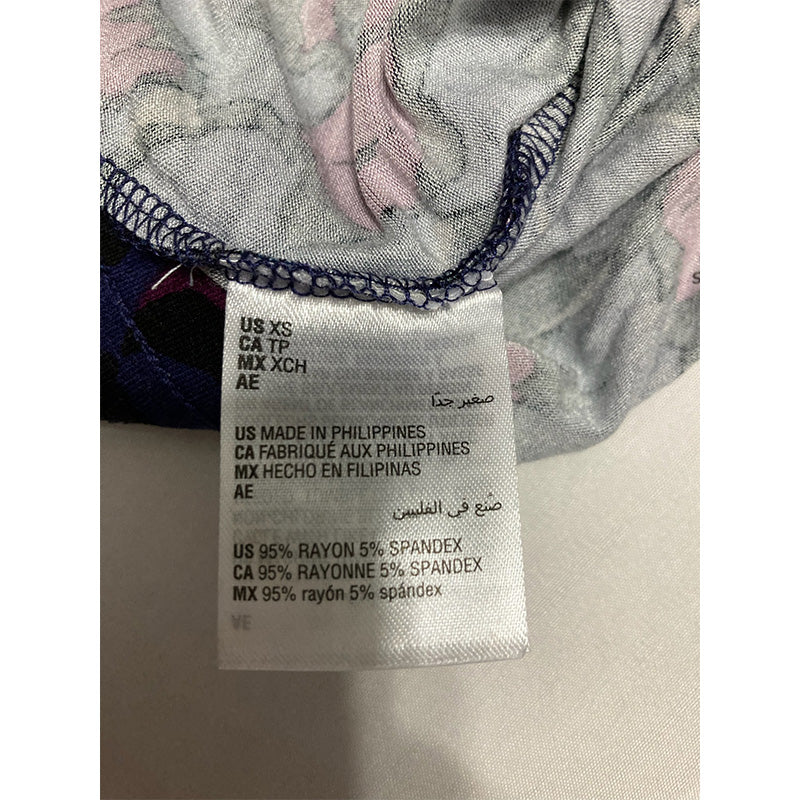 US XS
CA TP
MX XCH
AE
صغير جدًا
US MADE IN PHILIPPINES
CA FABRIQUÉ AUX PHILIPPINES
MX HECHO EN FILIPINAS
AE
صُنع في الفلبين
US 95% RAYON 5% SPANDEX
CA 95% RAYONNE 5% SPANDEX
MX 95% rayón 5% spándex